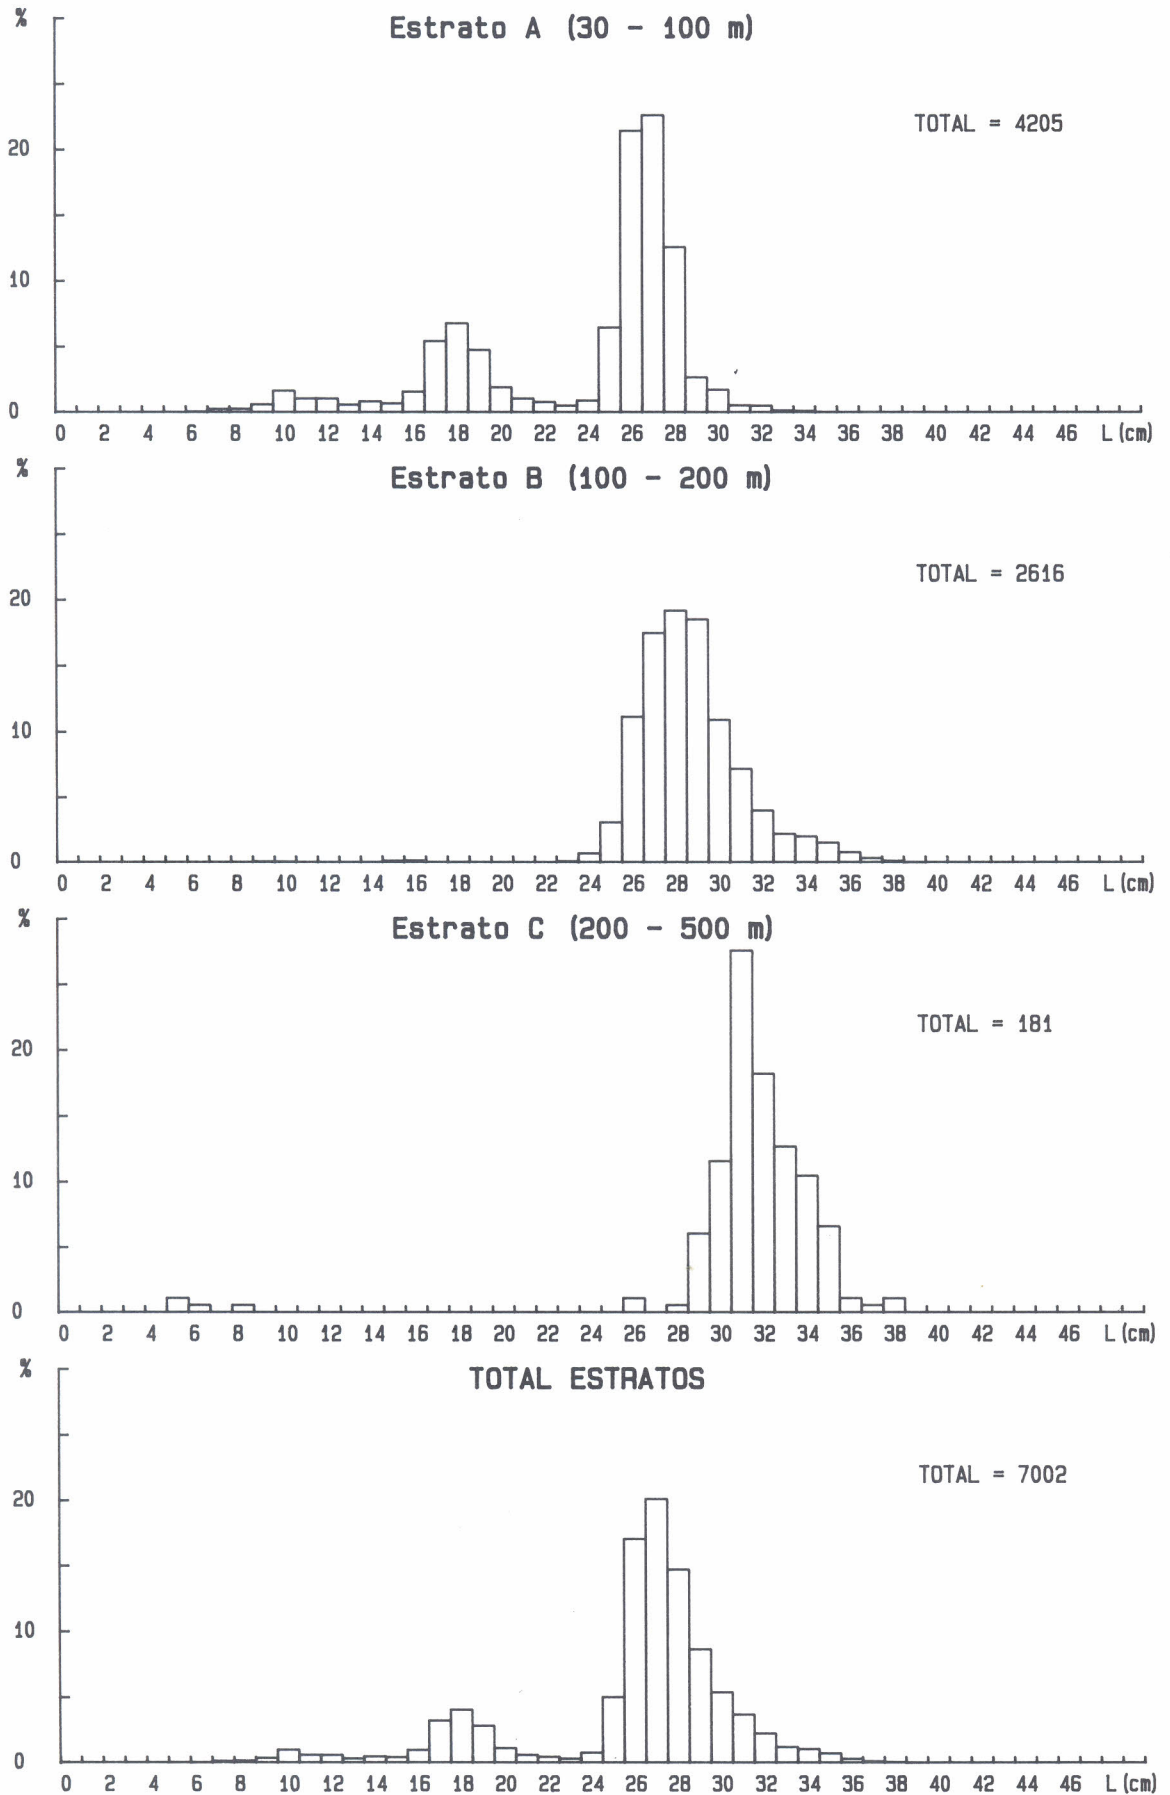 %
Estrato A (30 - 100 m)
TOTAL = 4205
20
10
0
0 2 4 6 8 10 12 14 16 18 20 22 24 26 28 30 32 34 36 38 40 42 44 46 L (cm)
%
Estrato B (100 - 200 m)
TOTAL = 2616
20
10
0
0 2 4 6 8 10 12 14 16 18 20 22 24 26 28 30 32 34 36 38 40 42 44 46 L (cm)
%
Estrato C (200 - 500 m)
TOTAL = 181
20
10
0
0 2 4 6 8 10 12 14 16 18 20 22 24 26 28 30 32 34 36 38 40 42 44 46 L (cm)
%
TOTAL ESTRATOS
TOTAL = 7002
20
10
0
0 2 4 6 8 10 12 14 16 18 20 22 24 26 28 30 32 34 36 38 40 42 44 46 L (cm)